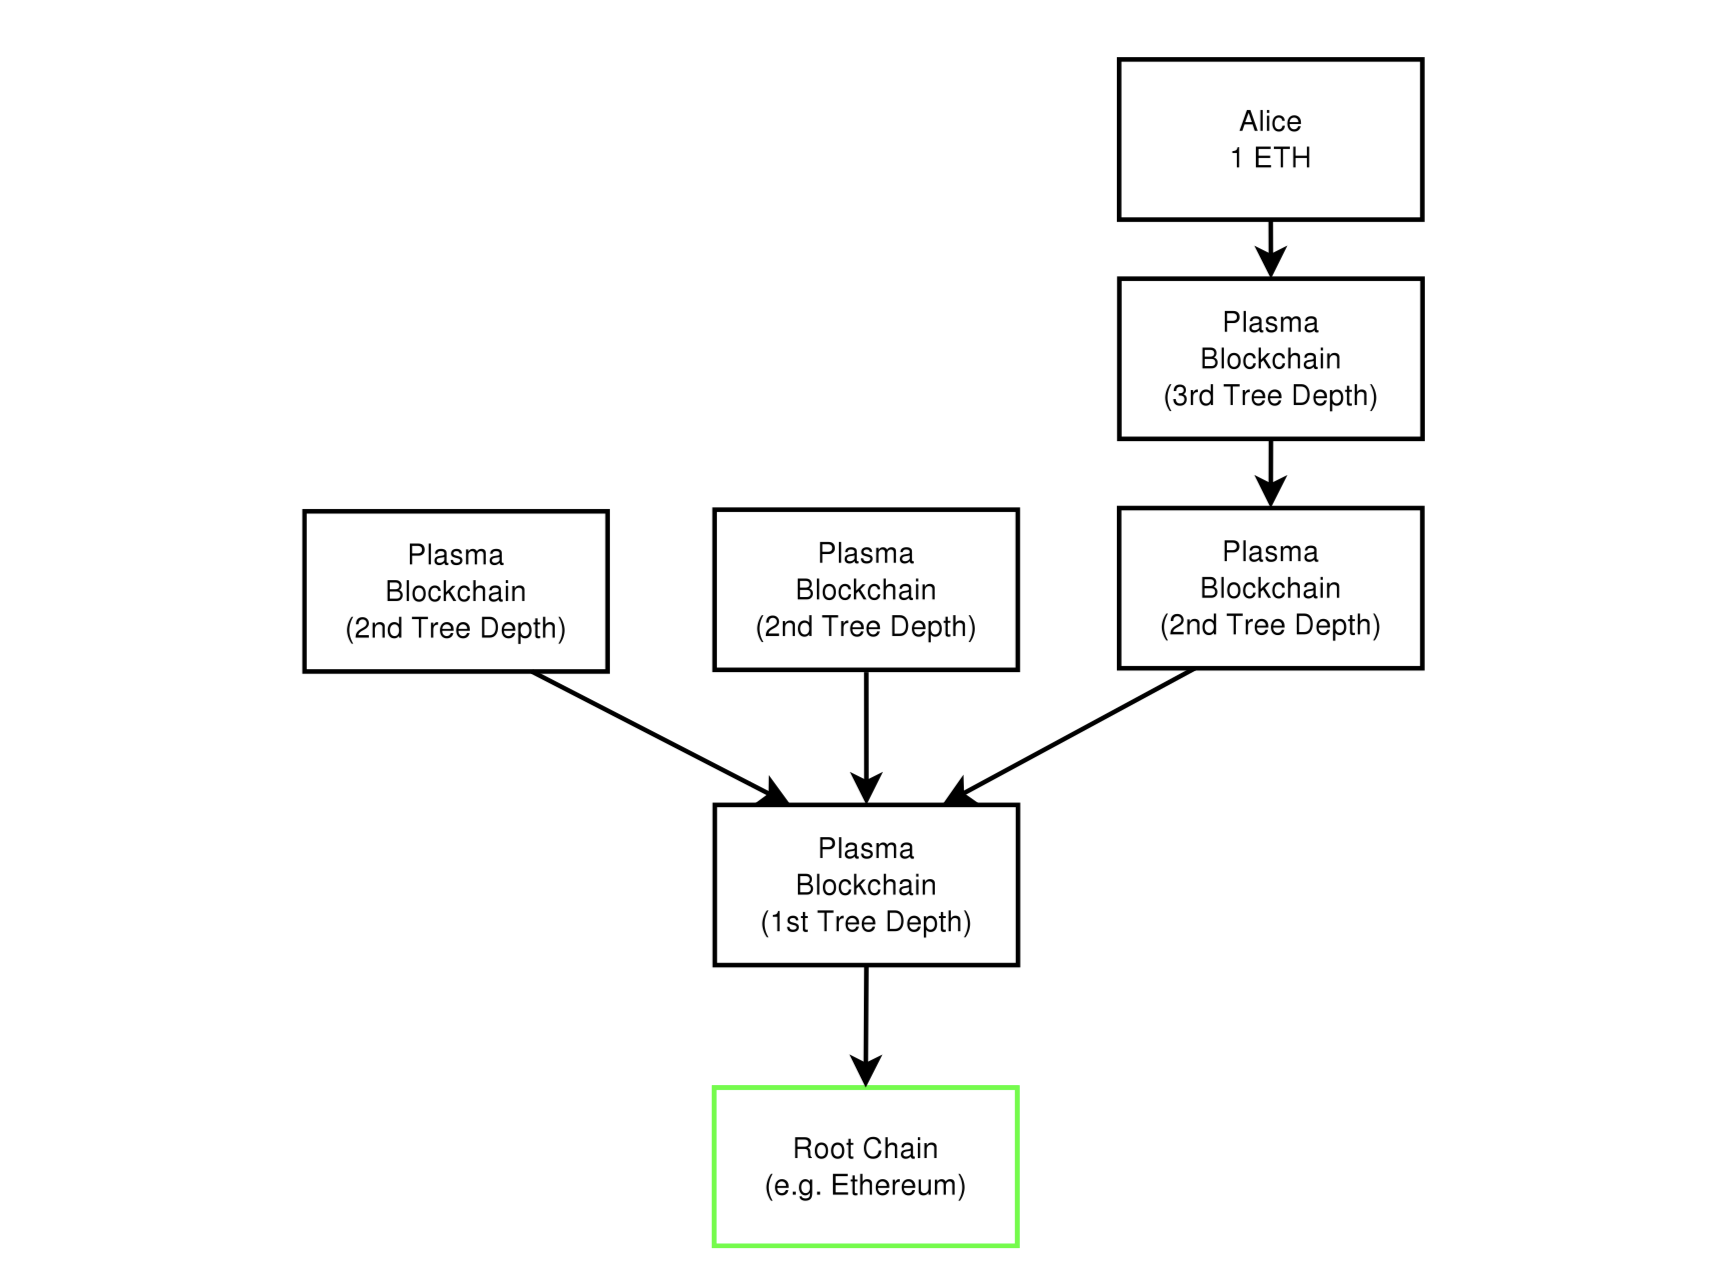 Alice
1 ETH
Plasma
Blockchain
(3rd Tree Depth)
Plasma
Blockchain
(2nd Tree Depth)
Plasma
Blockchain
(2nd Tree Depth)
Plasma
Blockchain
(2nd Tree Depth)
Plasma
Blockchain
(1st Tree Depth)
Root Chain
(e.g. Ethereum)